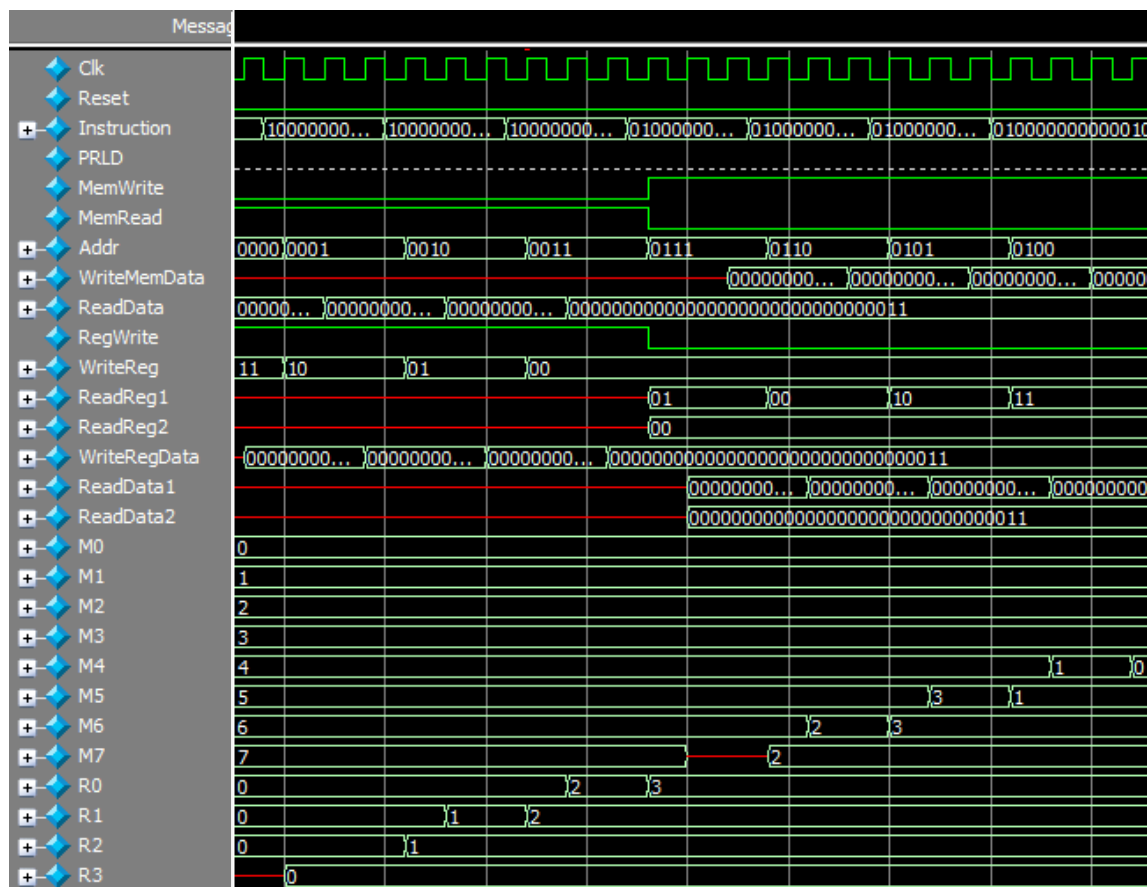 Messag
Clk
Reset
Instruction 10000000... 10000000... 10000000... 01000000... 01000000... 01000000... 010000000000010
PRLD
MemWrite
MemRead
Addr 0000 0001 0010 0011 0111 0110 0101 0100
WriteMemData 00000000... 00000000... 00000000... 00000
ReadData 00000... 00000000... 00000000... 00000000000000000000000000000011
RegWrite
WriteReg 11 10 01 00
ReadReg1 01 00 10 11
ReadReg2 00
WriteRegData 00000000... 00000000... 00000000... 00000000000000000000000000000011
ReadData1 00000000... 00000000... 00000000... 000000000
ReadData2 00000000000000000000000000000011
M0 0
M1 1
M2 2
M3 3
M4 4 1 0
M5 5 3 1
M6 6 2 3
M7 7 2
R0 0 2 3
R1 0 1 2
R2 0 1
R3 0